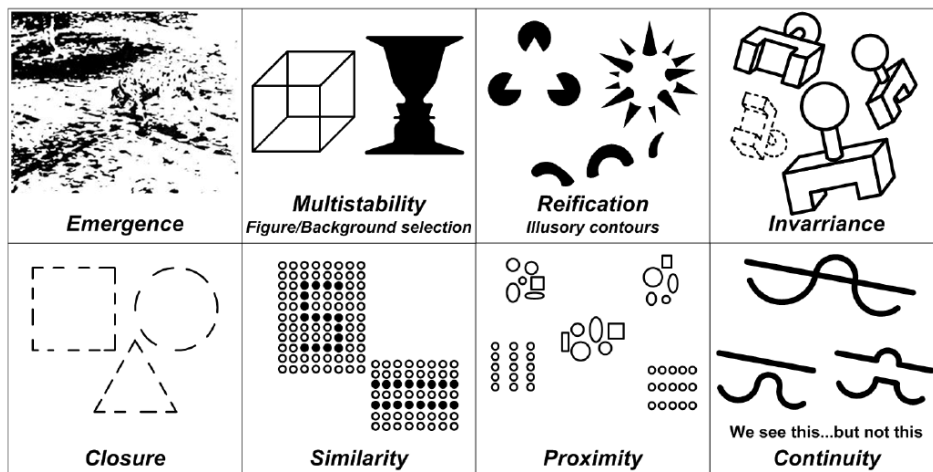 Emergence
Multistability
Figure/Background selection
Reification
Illusory contours
Invarriance
Closure
Similarity
Proximity
We see this...but not this
Continuity